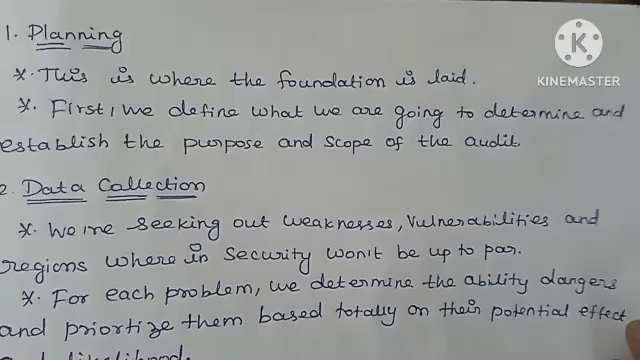 1. Planning
K
KINEMASTER
*. This is where the foundation is laid.
*. First, we define what we are going to determine and
establish the purpose and scope of the audit.
2. Data Collection
*. We're seeking out weaknesses, vulnerabilities and
regions where in security won't be up to par.
*. For each problem, we determine the ability dangers
and priortize them based totally on their potential effect
and likelihood.